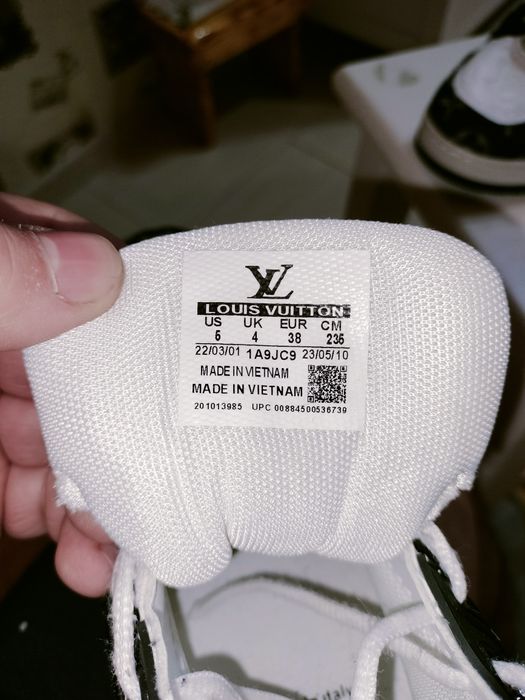 LV
LOUIS VUITTON
US UK EUR CM
5 4 38 235
22/03/01 1A9JC9 23/05/10
MADE IN VIETNAM
MADE IN VIETNAM
201013985 UPC 00884500536739